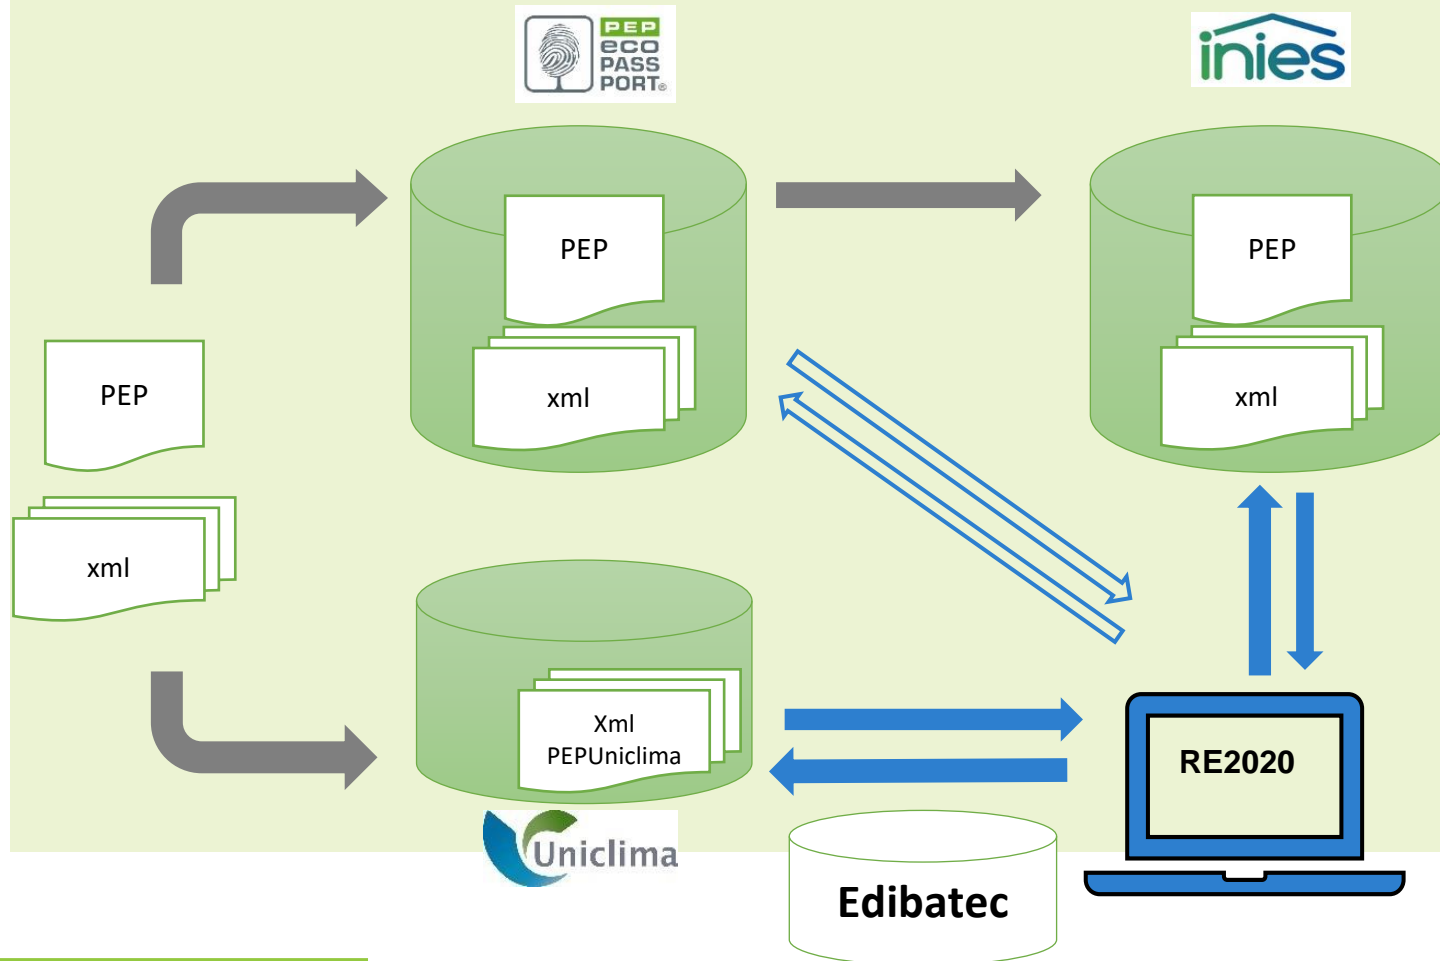 PEP
eco
PASS
PORT®
inies
PEP
PEP
PEP
xml
xml
xml
Xml
PEPUniclima
RE2020
Uniclima
Edibatec